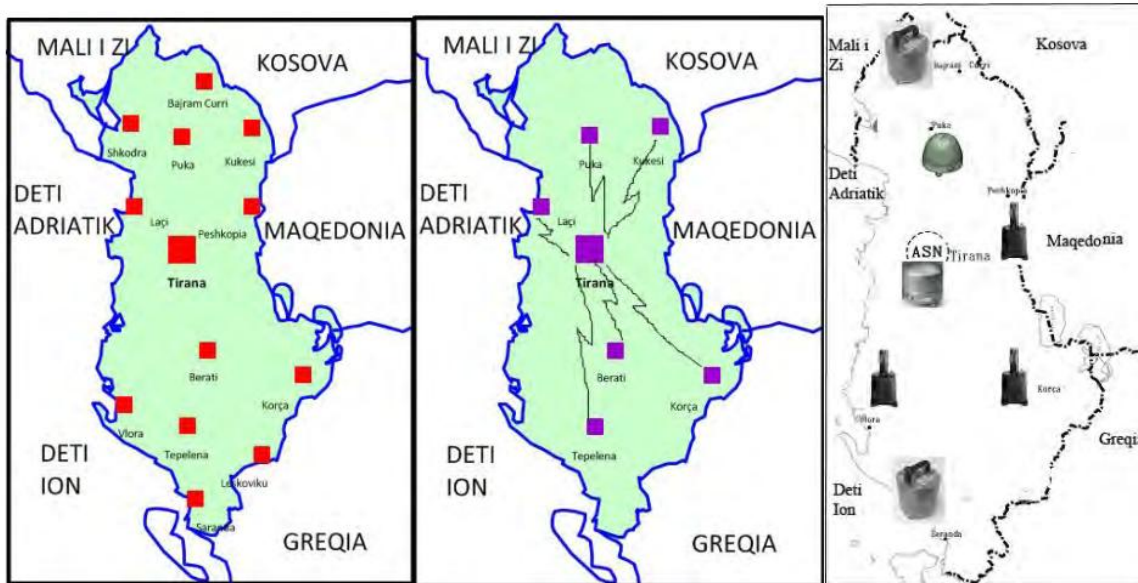 MALI I ZI
KOSOVA
Bajram Curri
Shkodra
Puka
Kukesi
DETI
ADRIATIK
Laçi
Peshkopia
MAQEDONIA
Tirana
Berati
Korça
Vlora
Tepelena
DETI
ION
Leskoviku
Saranda
GREQIA
MALI I ZI
KOSOVA
Puka
Kukesi
DETI
ADRIATIK
Laçi
MAQEDONIA
Tirana
Berati
Korça
Tepelena
DETI
ION
GREQIA
Mali i
Zi
Kosova
Bajram Curri
Puka
Deti
Adriatik
Peshkopia
ASN
Tirana
Maqedonia
Korça
Vlora
Greqia
Deti
Ion
Saranda